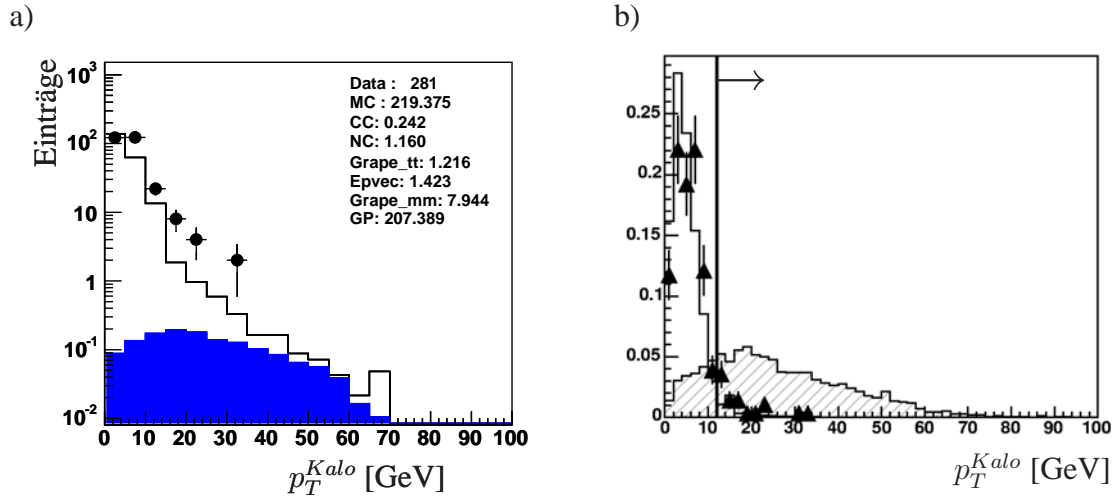 a)
Einträge
10^3
10^2
10
1
10^-1
10^-2
Data : 281
MC : 219.375
CC: 0.242
NC: 1.160
Grape_tt: 1.216
Epvec: 1.423
Grape_mm: 7.944
GP: 207.389
0 10 20 30 40 50 60 70 80 90 100
p_T^Kalo [GeV]
b)
0.25
0.2
0.15
0.1
0.05
0
0 10 20 30 40 50 60 70 80 90 100
p_T^Kalo [GeV]